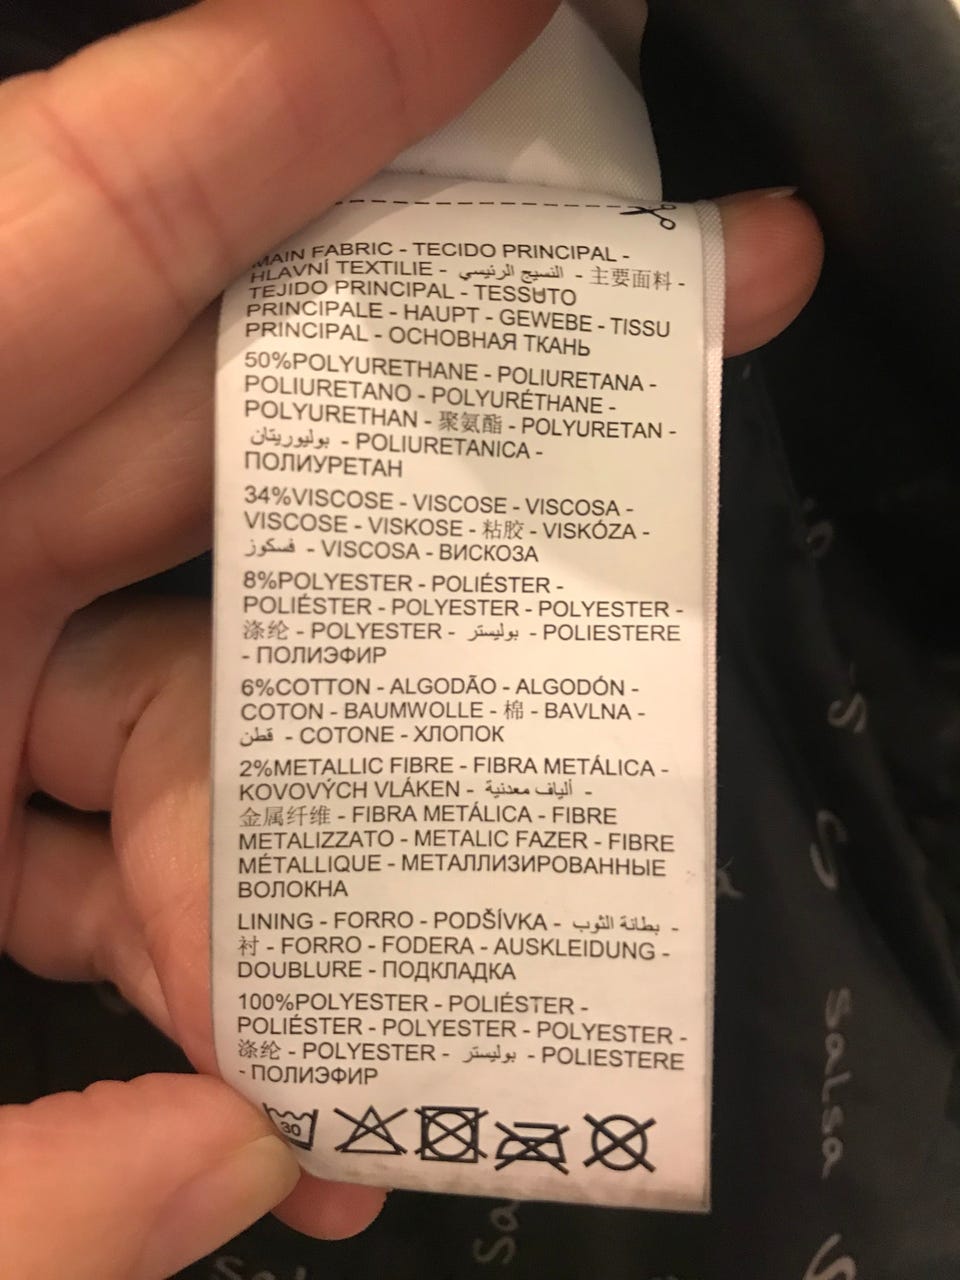 MAIN FABRIC - TECIDO PRINCIPAL -
HLAVNÍ TEXTILIE - النسيج الرئيسي - 主要面料 -
TEJIDO PRINCIPAL - TESSUTO
PRINCIPALE - HAUPT - GEWEBE - TISSU
PRINCIPAL - ОСНОВНАЯ ТКАНЬ
50%POLYURETHANE - POLIURETANA -
POLIURETANO - POLYURÉTHANE -
POLYURETHAN - 聚氨酯 - POLYURETAN -
بوليوريتان - POLIURETANICA -
ПОЛИУРЕТАН
34%VISCOSE - VISCOSE - VISCOSA -
VISCOSE - VISKOSE - 粘胶 - VISKÓZA -
فسكوز - VISCOSA - ВИСКОЗА
8%POLYESTER - POLIÉSTER -
POLIÉSTER - POLYESTER - POLYESTER -
涤纶 - POLYESTER - بوليستر - POLIESTERE
- ПОЛИЭФИР
6%COTTON - ALGODÃO - ALGODÓN -
COTON - BAUMWOLLE - 棉 - BAVLNA -
قطن - COTONE - ХЛОПОК
2%METALLIC FIBRE - FIBRA METÁLICA -
KOVOVÝCH VLÁKEN - ألياف معدنية -
金属纤维 - FIBRA METÁLICA - FIBRE
METALIZZATO - METALIC FAZER - FIBRE
MÉTALLIQUE - МЕТАЛЛИЗИРОВАННЫЕ
ВОЛОКНА
LINING - FORRO - PODŠÍVKA - بطانة الثوب -
衬 - FORRO - FODERA - AUSKLEIDUNG -
DOUBLURE - ПОДКЛАДКА
100%POLYESTER - POLIÉSTER -
POLIÉSTER - POLYESTER - POLYESTER -
涤纶 - POLYESTER - بوليستر - POLIESTERE
- ПОЛИЭФИР
30
salsa